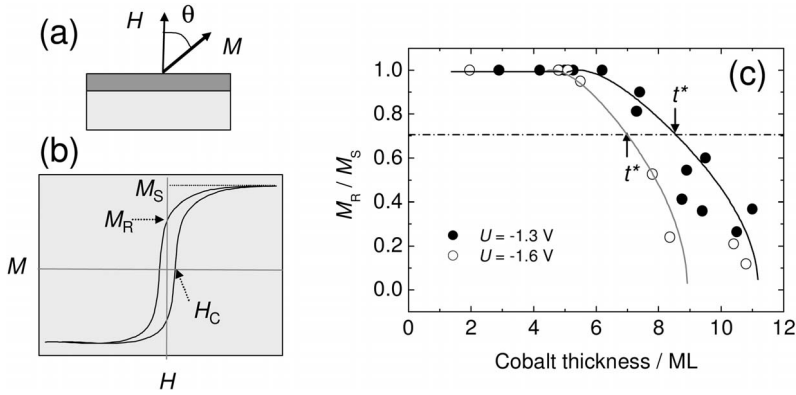 (a)
H
θ
M
(b)
M_S
M_R
M
H_C
H
(c)
1.0
0.8
0.6
0.4
0.2
0.0
M_R / M_S
t*
t*
U = -1.3 V
U = -1.6 V
0 2 4 6 8 10 12
Cobalt thickness / ML